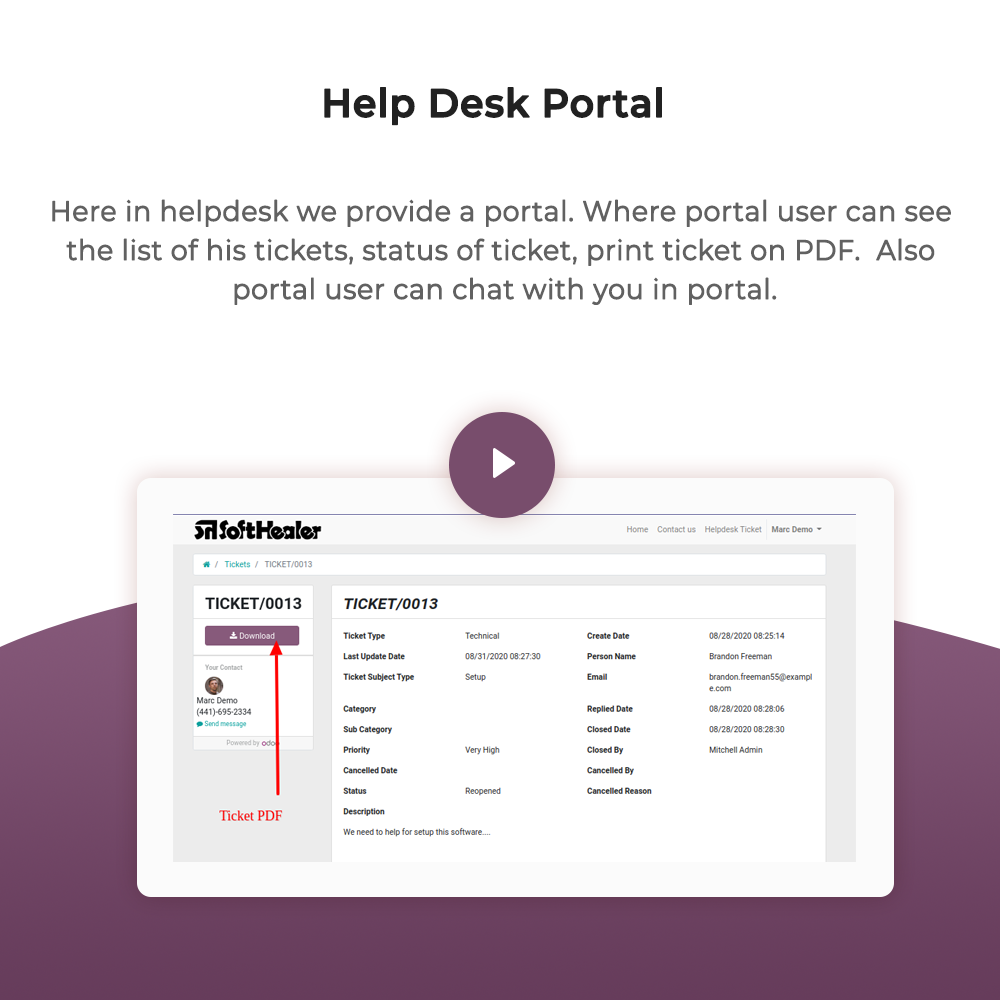 Help Desk Portal
Here in helpdesk we provide a portal. Where portal user can see
the list of his tickets, status of ticket, print ticket on PDF.  Also
portal user can chat with you in portal.
SoftHealer
Home Contact us Helpdesk Ticket Marc Demo
/ Tickets / TICKET/0013
TICKET/0013
Download
Your Contact
Marc Demo
(441)-695-2334
Send message
Powered by odoo
Ticket PDF
TICKET/0013
Ticket Type Technical Create Date 08/28/2020 08:25:14
Last Update Date 08/31/2020 08:27:30 Person Name Brandon Freeman
Ticket Subject Type Setup Email brandon.freeman55@exampl
e.com
Category Replied Date 08/28/2020 08:28:06
Sub Category Closed Date 08/28/2020 08:28:30
Priority Very High Closed By Mitchell Admin
Cancelled Date Cancelled By
Status Reopened Cancelled Reason
Description
We need to help for setup this software....